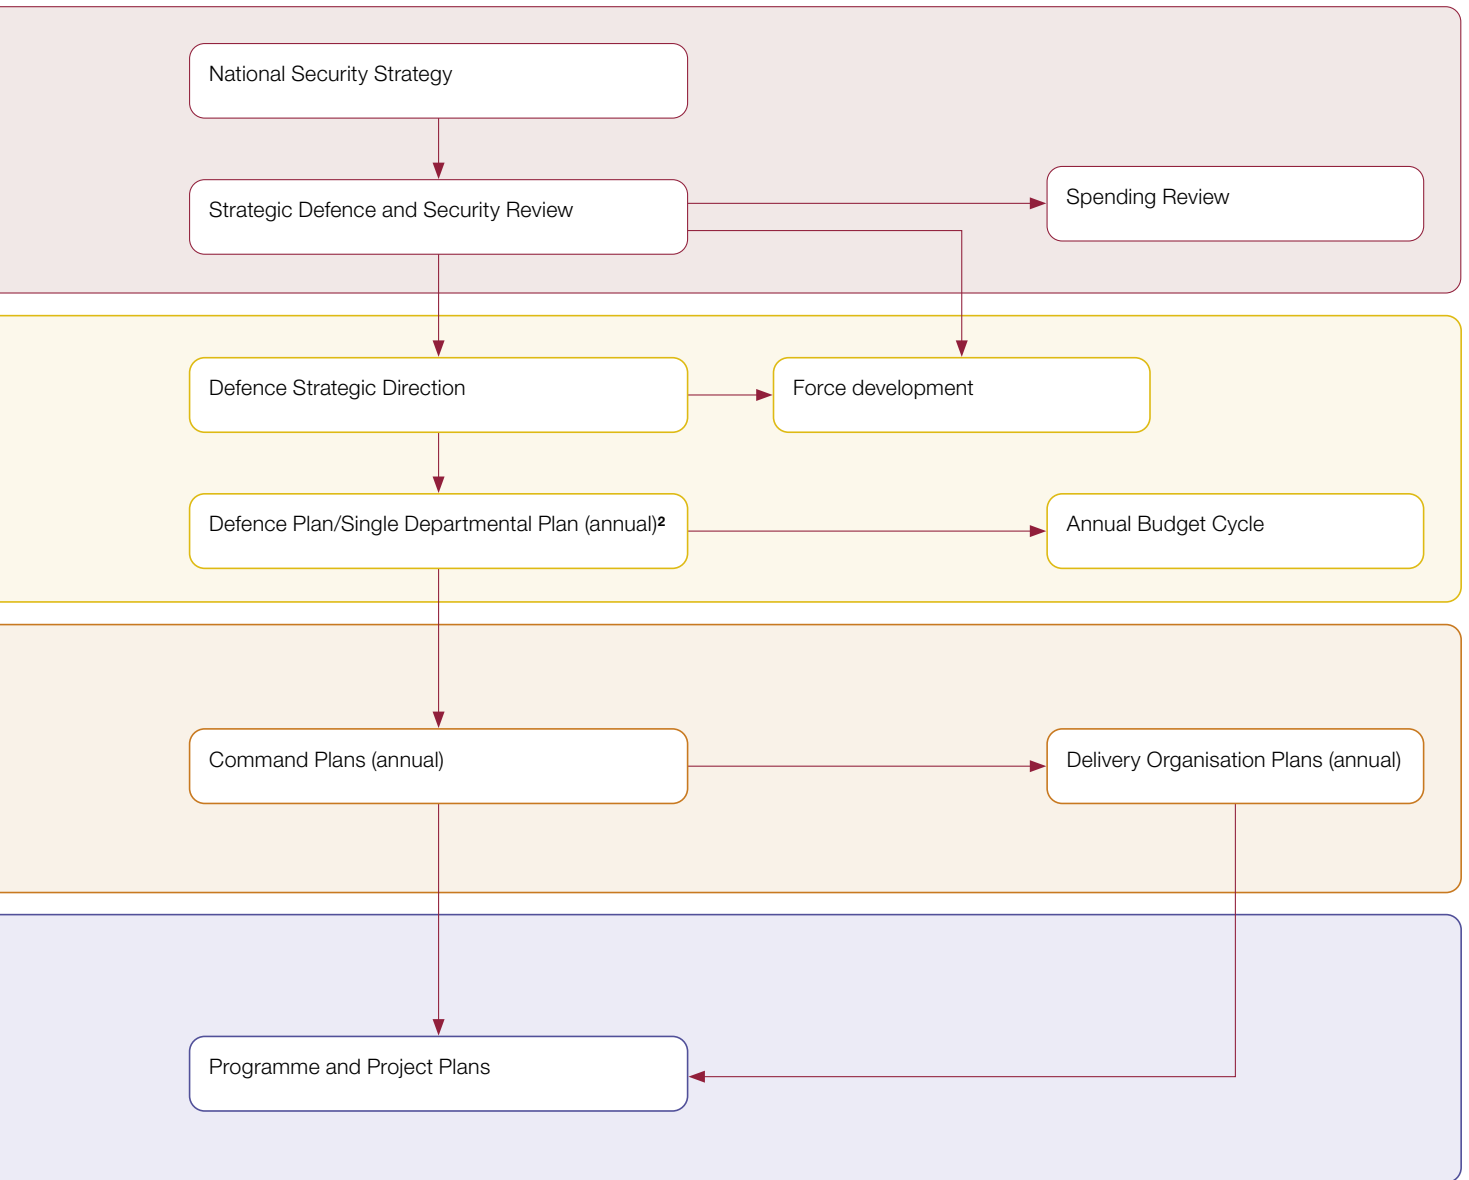 National Security Strategy
Strategic Defence and Security Review
Spending Review
Defence Strategic Direction
Force development
Defence Plan/Single Departmental Plan (annual)²
Annual Budget Cycle
Command Plans (annual)
Delivery Organisation Plans (annual)
Programme and Project Plans